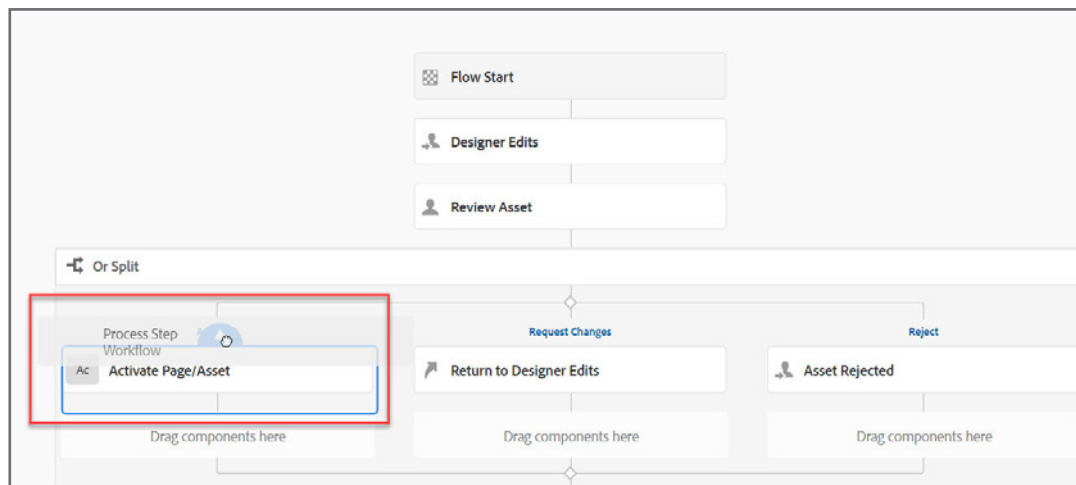 Flow Start
Designer Edits
Review Asset
Or Split
Process Step
Workflow
Request Changes
Reject
Ac Activate Page/Asset
Return to Designer Edits
Asset Rejected
Drag components here
Drag components here
Drag components here